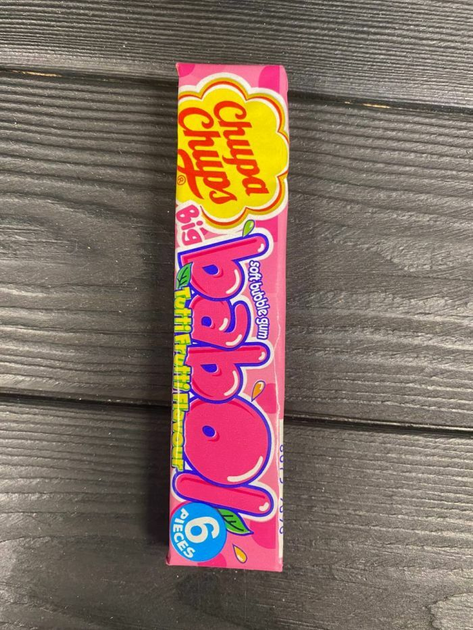 Chupa
Chups
®
Big
babol
soft bubble gum
Tutti Frutti Flavour
6
PIECES